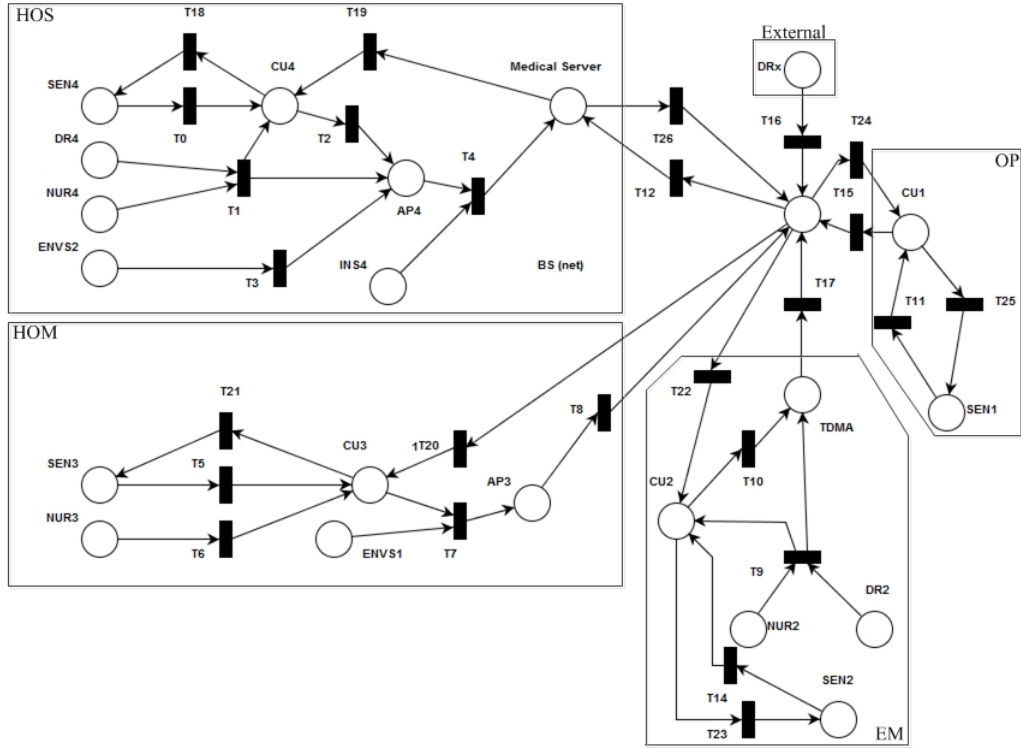 HOS
T18
T19
External
CU4
Medical Server
DRx
SEN4
T16
T24
T0
T2
T26
DR4
T4
OP
T12
T15
CU1
NUR4
T1
AP4
ENVS2
INS4
BS (net)
T3
T17
T11
T25
HOM
T22
T21
T8
TDMA
SEN1
CU3
1T20
SEN3
T5
AP3
CU2
T10
NUR3
T6
ENVS1
T7
T9
DR2
NUR2
SEN2
T14
T23
EM